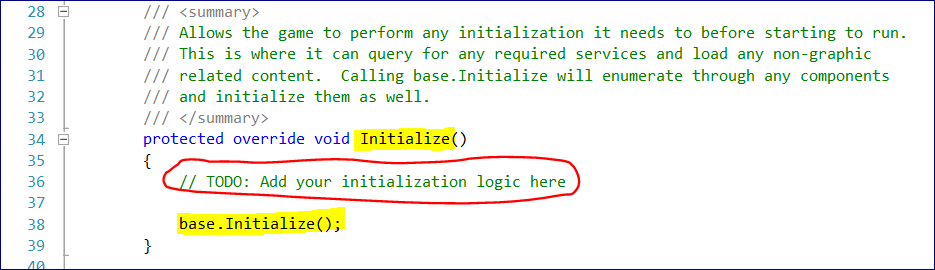 28 /// <summary>
29 /// Allows the game to perform any initialization it needs to before starting to run.
30 /// This is where it can query for any required services and load any non-graphic
31 /// related content.  Calling base.Initialize will enumerate through any components
32 /// and initialize them as well.
33 /// </summary>
34 protected override void Initialize()
35 {
36 // TODO: Add your initialization logic here
37
38 base.Initialize();
39 }
40